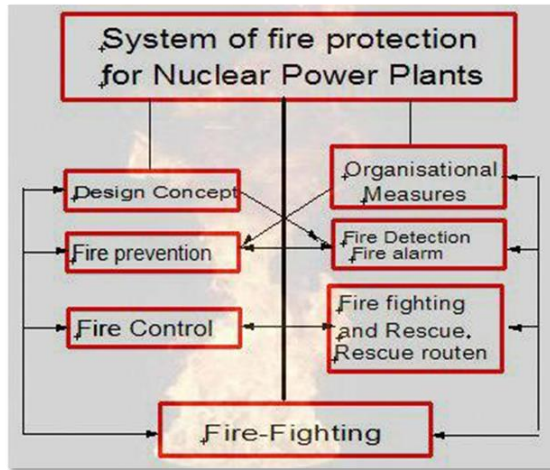 System of fire protection
for Nuclear Power Plants
Design Concept
Organisational
Measures
Fire prevention
Fire Detection
Fire alarm
Fire Control
Fire fighting
and Rescue.
Rescue routen
Fire-Fighting